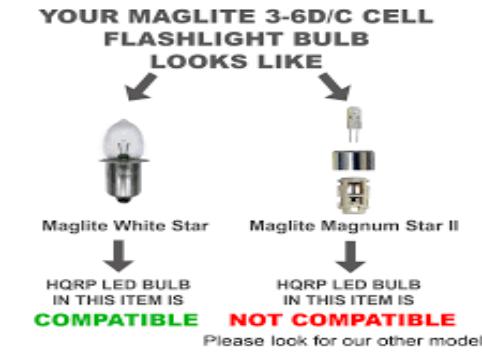 YOUR MAGLITE 3-6D/C CELL
FLASHLIGHT BULB
LOOKS LIKE
Maglite White Star
Maglite Magnum Star II
HQRP LED BULB
IN THIS ITEM IS
COMPATIBLE
HQRP LED BULB
IN THIS ITEM IS
NOT COMPATIBLE
Please look for our other model